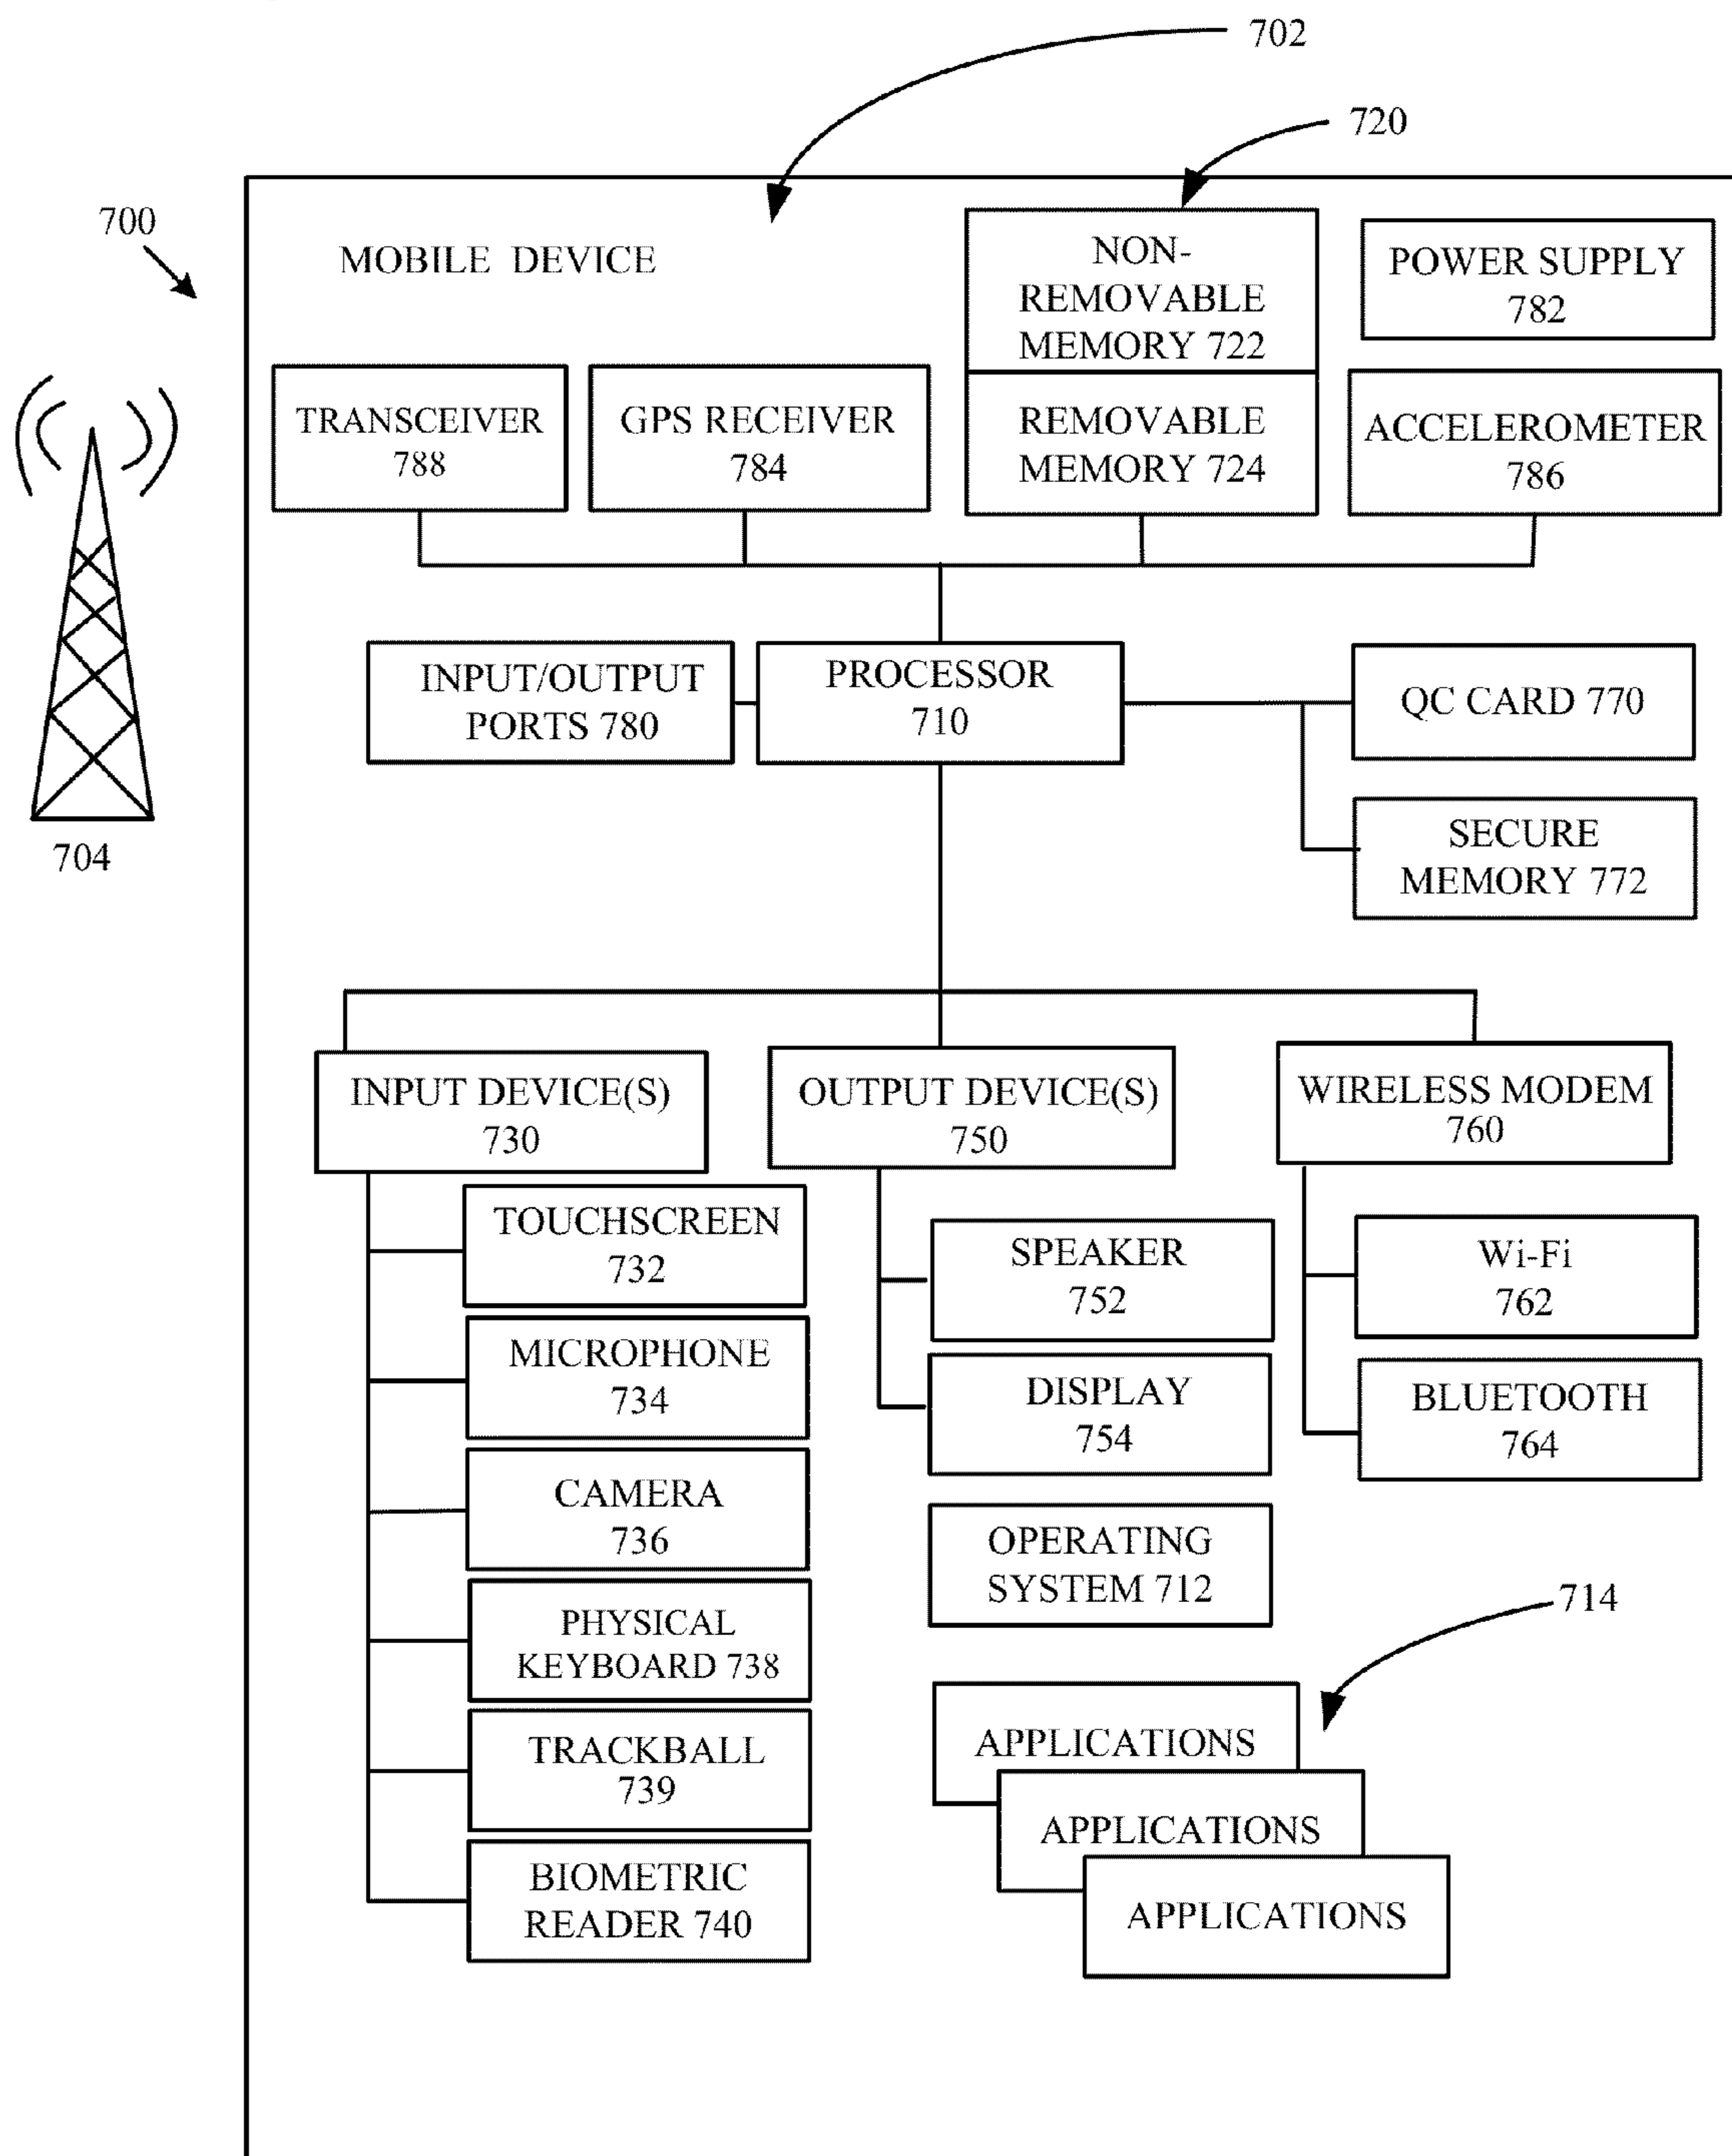 702
720
700
MOBILE DEVICE
NON-
REMOVABLE
MEMORY 722
POWER SUPPLY
782
TRANSCEIVER
788
GPS RECEIVER
784
REMOVABLE
MEMORY 724
ACCELEROMETER
786
INPUT/OUTPUT
PORTS 780
PROCESSOR
710
QC CARD 770
704
SECURE
MEMORY 772
INPUT DEVICE(S)
730
OUTPUT DEVICE(S)
750
WIRELESS MODEM
760
TOUCHSCREEN
732
MICROPHONE
734
CAMERA
736
PHYSICAL
KEYBOARD 738
TRACKBALL
739
BIOMETRIC
READER 740
SPEAKER
752
DISPLAY
754
Wi-Fi
762
BLUETOOTH
764
OPERATING
SYSTEM 712
714
APPLICATIONS
APPLICATIONS
APPLICATIONS